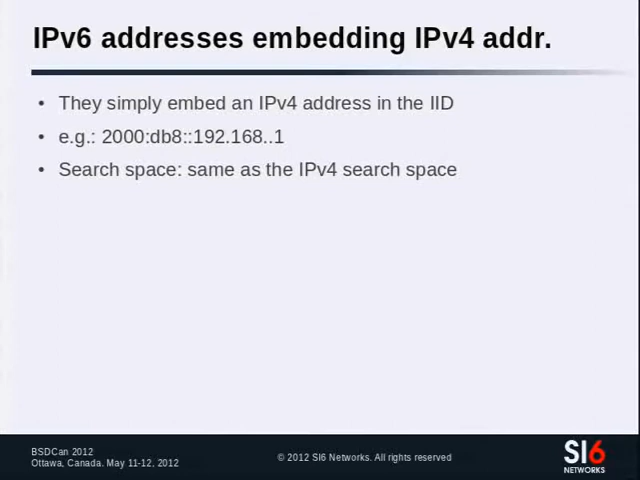 IPv6 addresses embedding IPv4 addr.
• They simply embed an IPv4 address in the IID
• e.g.: 2000:db8::192.168..1
• Search space: same as the IPv4 search space
BSDCan 2012
Ottawa, Canada. May 11-12, 2012
© 2012 SI6 Networks. All rights reserved
SI6
NETWORKS